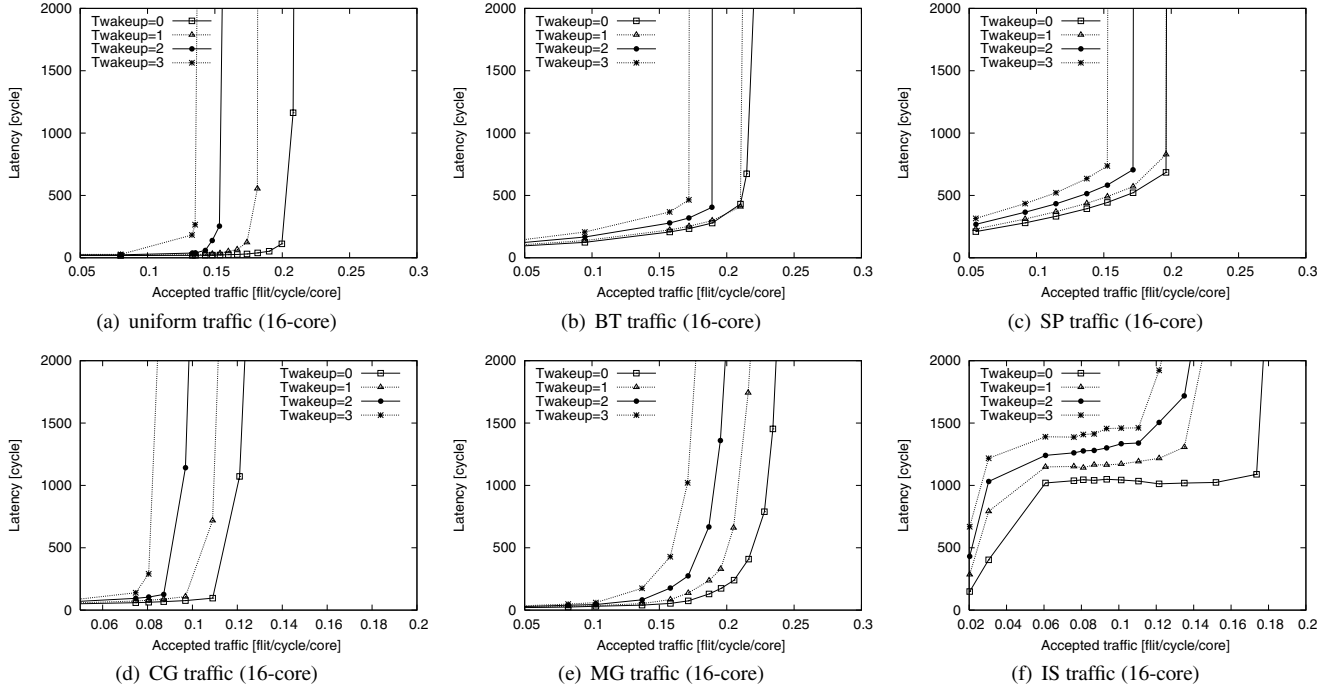 2000
1500
1000
500
0
Latency [cycle]
Twakeup=0
Twakeup=1
Twakeup=2
Twakeup=3
0.05 0.1 0.15 0.2 0.25 0.3
Accepted traffic [flit/cycle/core]
(a) uniform traffic (16-core)
2000
1500
1000
500
0
Latency [cycle]
Twakeup=0
Twakeup=1
Twakeup=2
Twakeup=3
0.05 0.1 0.15 0.2 0.25 0.3
Accepted traffic [flit/cycle/core]
(b) BT traffic (16-core)
2000
1500
1000
500
0
Latency [cycle]
Twakeup=0
Twakeup=1
Twakeup=2
Twakeup=3
0.05 0.1 0.15 0.2 0.25 0.3
Accepted traffic [flit/cycle/core]
(c) SP traffic (16-core)
2000
1500
1000
500
0
Latency [cycle]
Twakeup=0
Twakeup=1
Twakeup=2
Twakeup=3
0.06 0.08 0.1 0.12 0.14 0.16 0.18 0.2
Accepted traffic [flit/cycle/core]
(d) CG traffic (16-core)
2000
1500
1000
500
0
Latency [cycle]
Twakeup=0
Twakeup=1
Twakeup=2
Twakeup=3
0.05 0.1 0.15 0.2 0.25 0.3
Accepted traffic [flit/cycle/core]
(e) MG traffic (16-core)
2000
1500
1000
500
0
Latency [cycle]
Twakeup=0
Twakeup=1
Twakeup=2
Twakeup=3
0.02 0.04 0.06 0.08 0.1 0.12 0.14 0.16 0.18 0.2
Accepted traffic [flit/cycle/core]
(f) IS traffic (16-core)